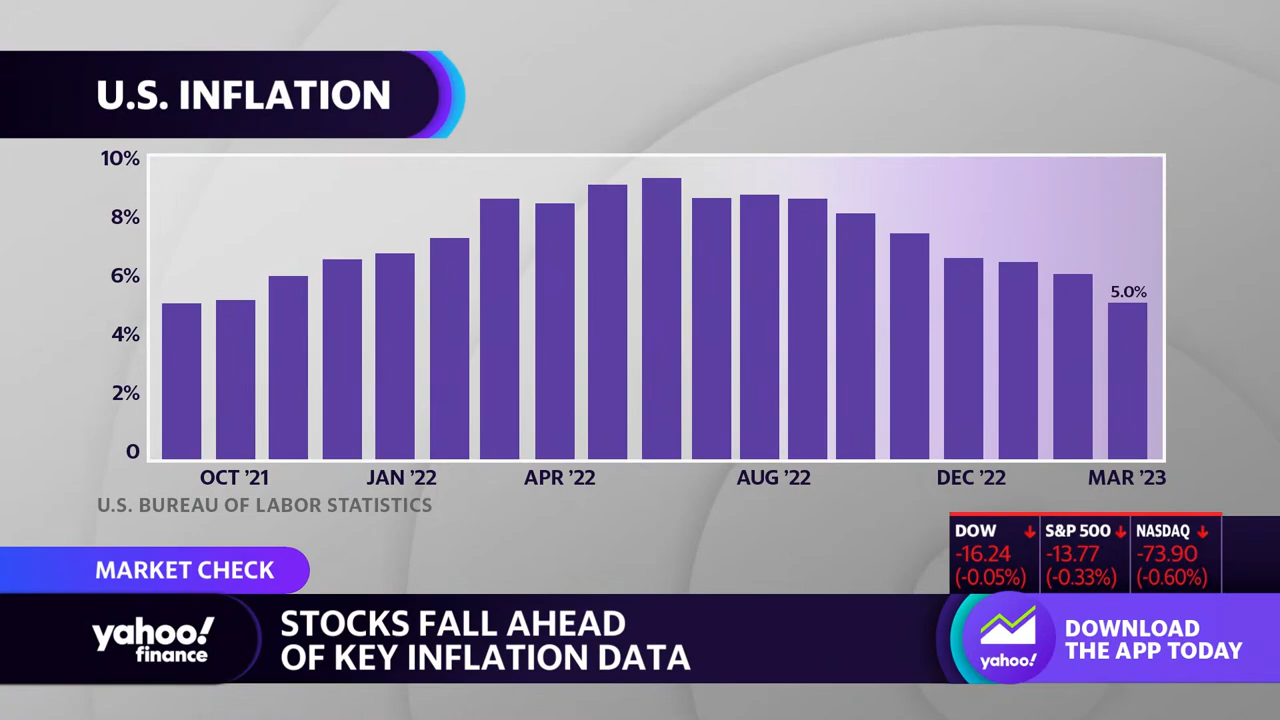 U.S. INFLATION
10%
8%
6%
4%
2%
0
5.0%
OCT ’21 JAN ’22 APR ’22 AUG ’22 DEC ’22 MAR ’23
U.S. BUREAU OF LABOR STATISTICS
DOW S&P 500 NASDAQ
-16.24 -13.77 -73.90
(-0.05%) (-0.33%) (-0.60%)
MARKET CHECK
yahoo!
finance
STOCKS FALL AHEAD
OF KEY INFLATION DATA
yahoo!
DOWNLOAD
THE APP TODAY